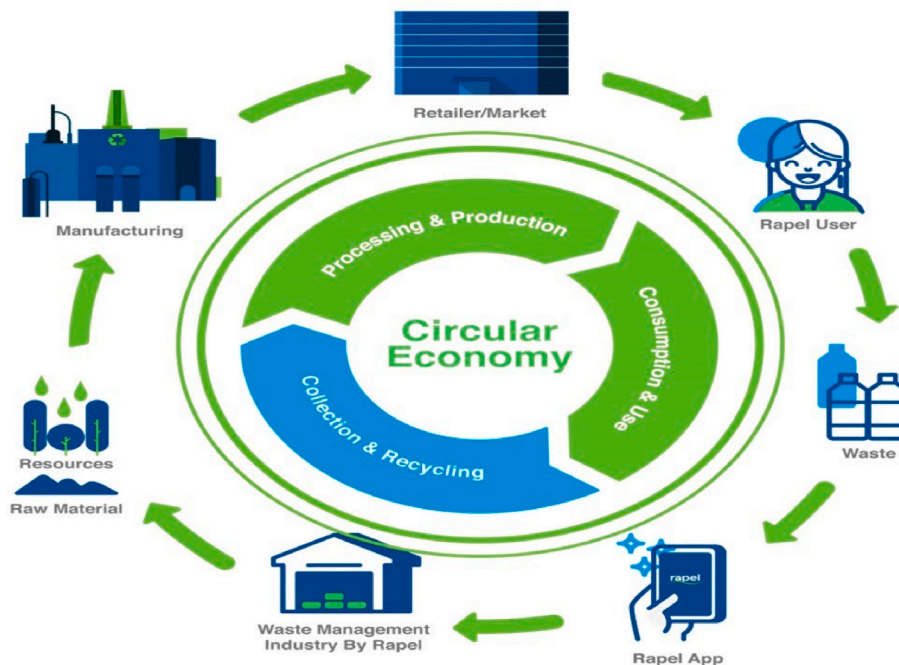 Retailer/Market
Manufacturing
Rapel User
Processing & Production
Consumption & Use
Circular
Economy
Collection & Recycling
Resources
Raw Material
Waste
rapel
Waste Management
Industry By Rapel
Rapel App